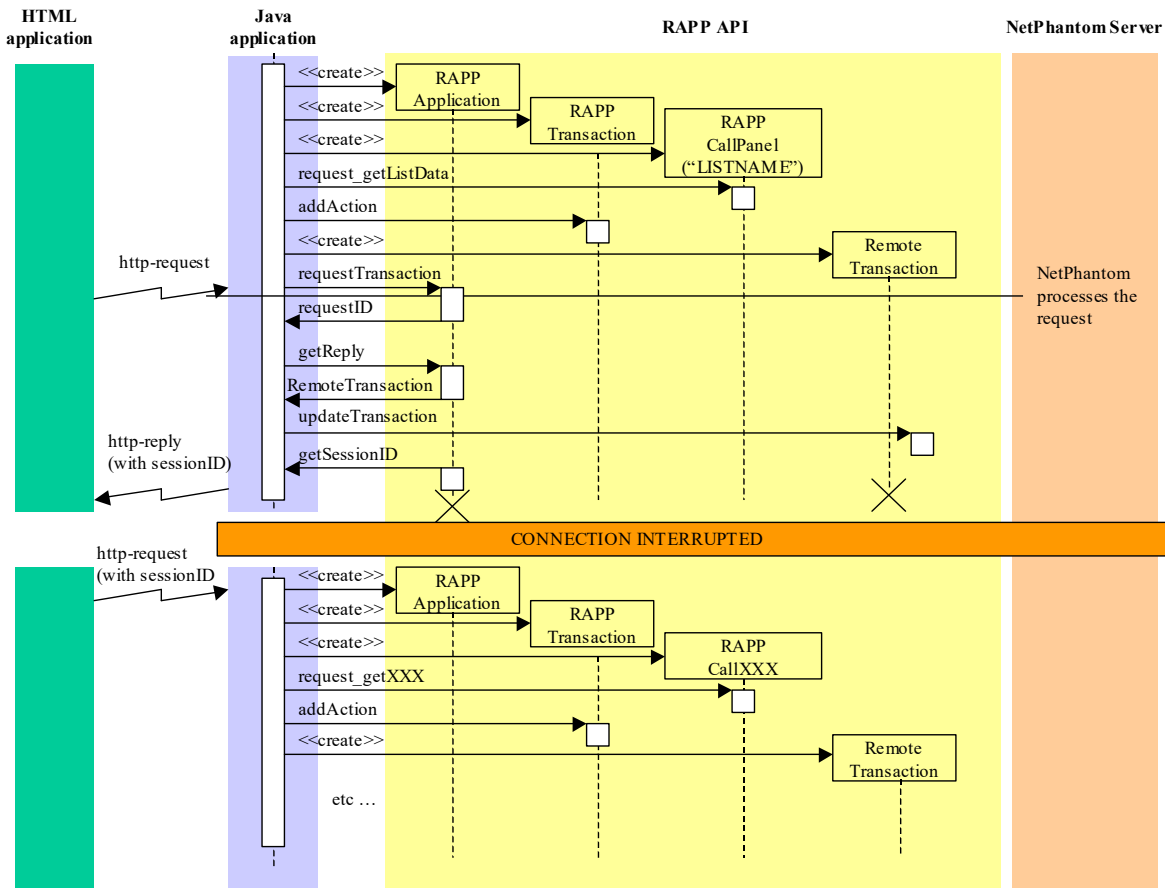 HTML
application
Java
application
RAPP API
NetPhantom Server
<<create>>
RAPP
Application
<<create>>
RAPP
Transaction
<<create>>
RAPP
CallPanel
(“LISTNAME”)
request_getListData
addAction
<<create>>
Remote
Transaction
http-request
requestTransaction
NetPhantom
processes the
request
requestID
getReply
RemoteTransaction
updateTransaction
http-reply
(with sessionID)
getSessionID
CONNECTION INTERRUPTED
http-request
(with sessionID
<<create>>
RAPP
Application
<<create>>
RAPP
Transaction
<<create>>
RAPP
CallXXX
request_getXXX
addAction
<<create>>
Remote
Transaction
etc …